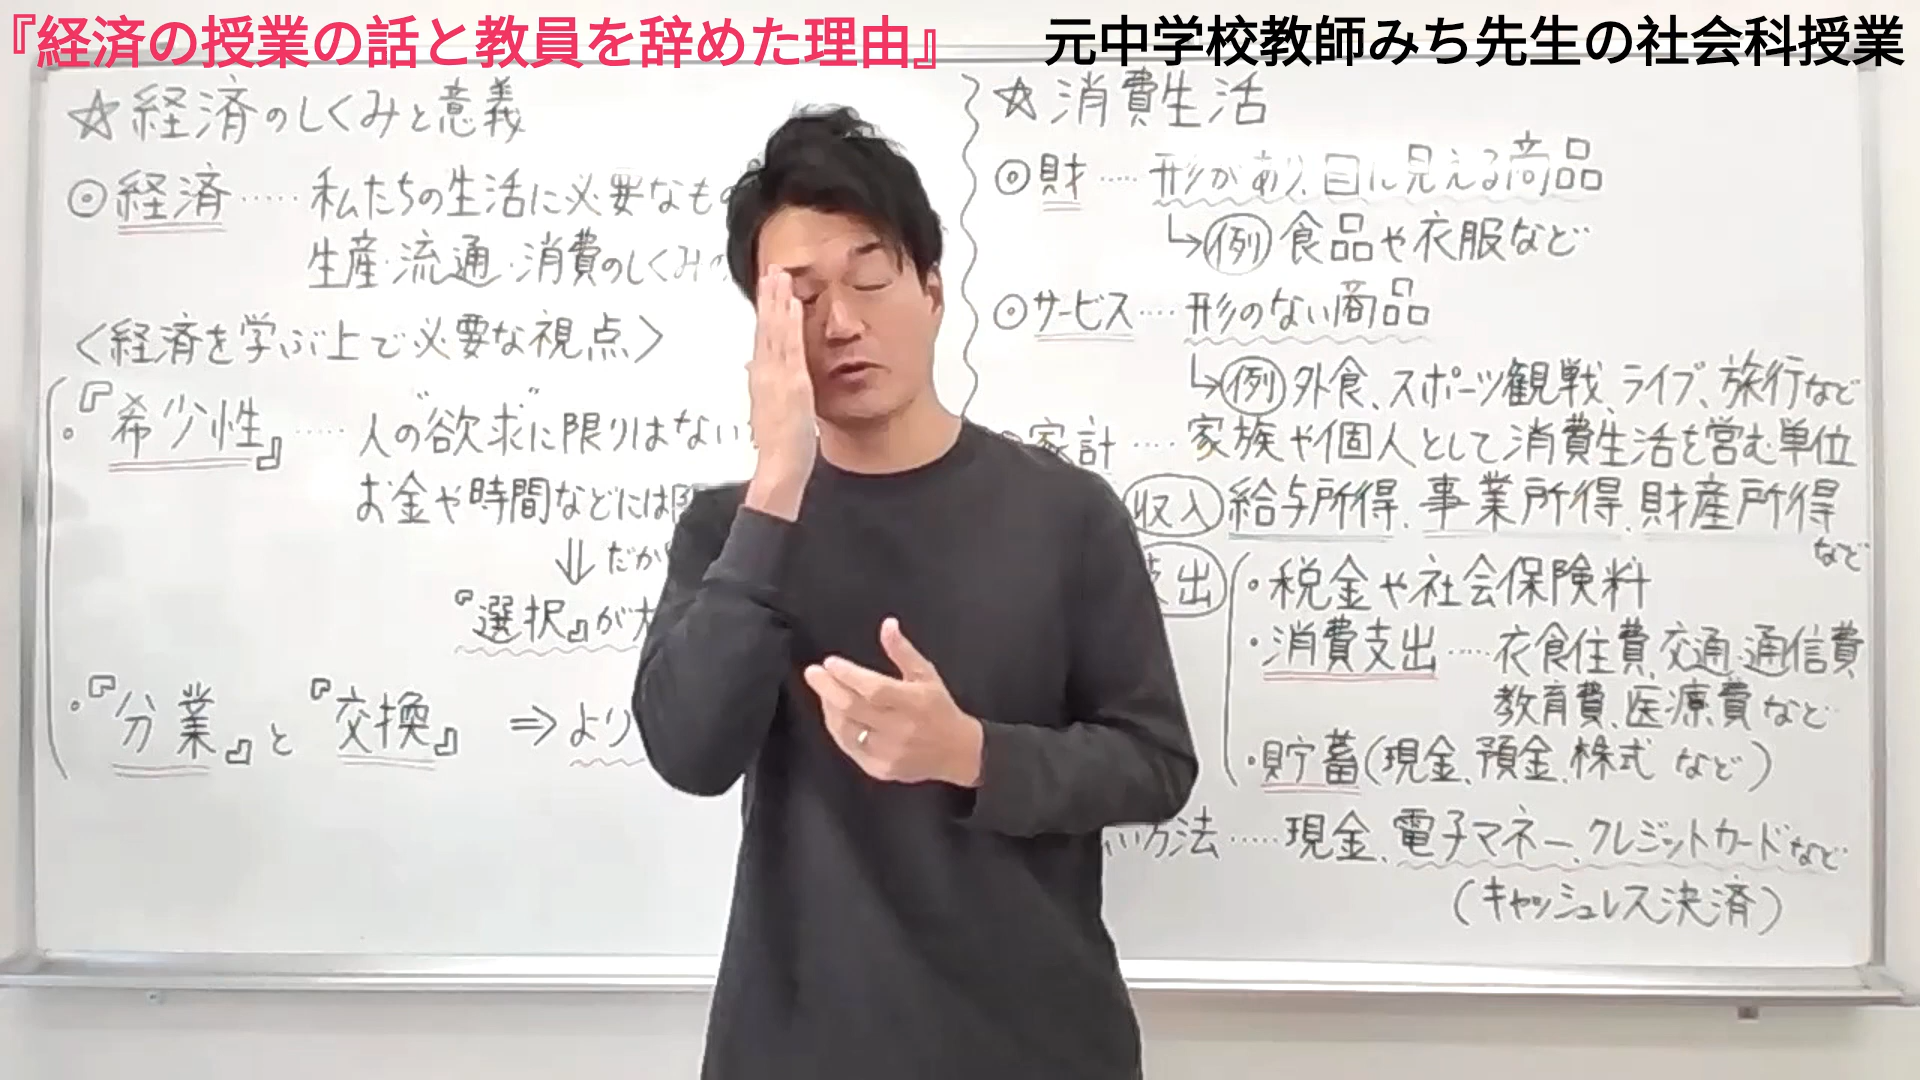 『経済の授業の話と教員を辞めた理由』
元中学校教師みち先生の社会科授業
☆経済のしくみと意義
◎経済‥‥‥私たちの生活に必要なもの
生産・流通・消費のしくみの
〈経済を学ぶ上で必要な視点〉
・『希少性』‥‥‥人の“欲求”に限りはない
お金や時間などには限
⇓だから
『選択』が大
・『分業』と『交換』 ⇒より
☆消費生活
◎財‥‥‥形があり、目に見える商品
↳例 食品や衣服など
◎サービス‥‥‥形のない商品
↳例 外食、スポーツ観戦、ライブ、旅行など
家計‥‥‥家族や個人として消費生活を営む単位
収入 給与所得、事業所得、財産所得
など
支出 ・税金や社会保険料
・消費支出‥‥‥衣食住費、交通、通信費
教育費、医療費など
・貯蓄(現金、預金、株式 など)
い方法‥‥‥現金、電子マネー、クレジットカードなど
(キャッシュレス決済)